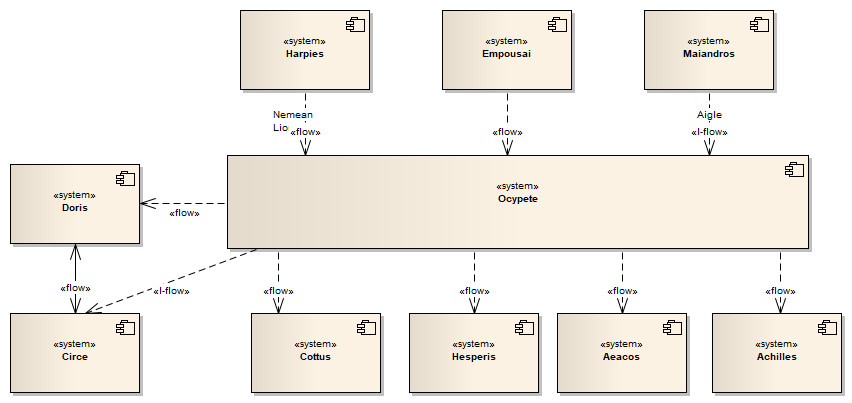 «system»
Harpies
«system»
Empousai
«system»
Maiandros
Nemean
Lio
«flow»
«flow»
Aigle
«I-flow»
«system»
Ocypete
«system»
Doris
«flow»
«flow»
«I-flow»
«flow»
«flow»
«flow»
«flow»
«system»
Circe
«system»
Cottus
«system»
Hesperis
«system»
Aeacos
«system»
Achilles